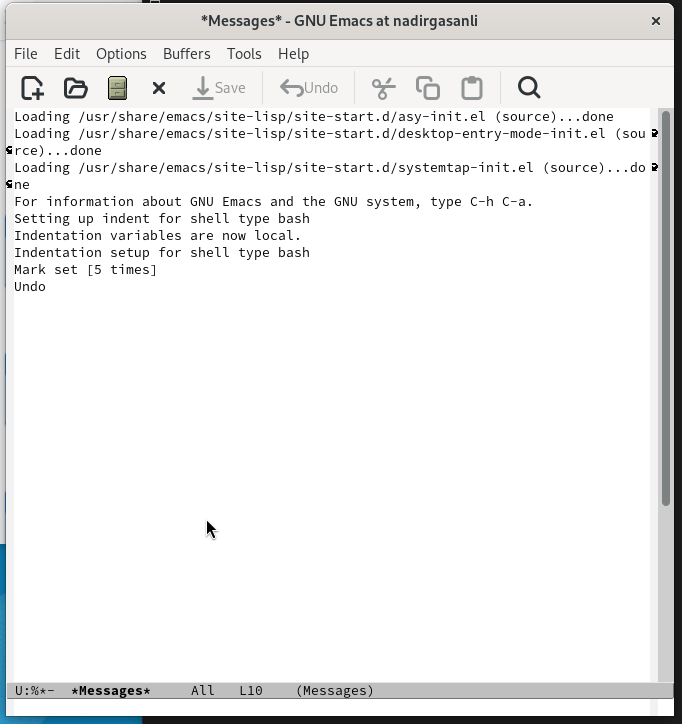 *Messages* - GNU Emacs at nadirgasanli
File Edit Options Buffers Tools Help
Save Undo
Loading /usr/share/emacs/site-lisp/site-start.d/asy-init.el (source)...done
Loading /usr/share/emacs/site-lisp/site-start.d/desktop-entry-mode-init.el (sou
rce)...done
Loading /usr/share/emacs/site-lisp/site-start.d/systemtap-init.el (source)...do
ne
For information about GNU Emacs and the GNU system, type C-h C-a.
Setting up indent for shell type bash
Indentation variables are now local.
Indentation setup for shell type bash
Mark set [5 times]
Undo
U:%*-  *Messages*     All   L10    (Messages)